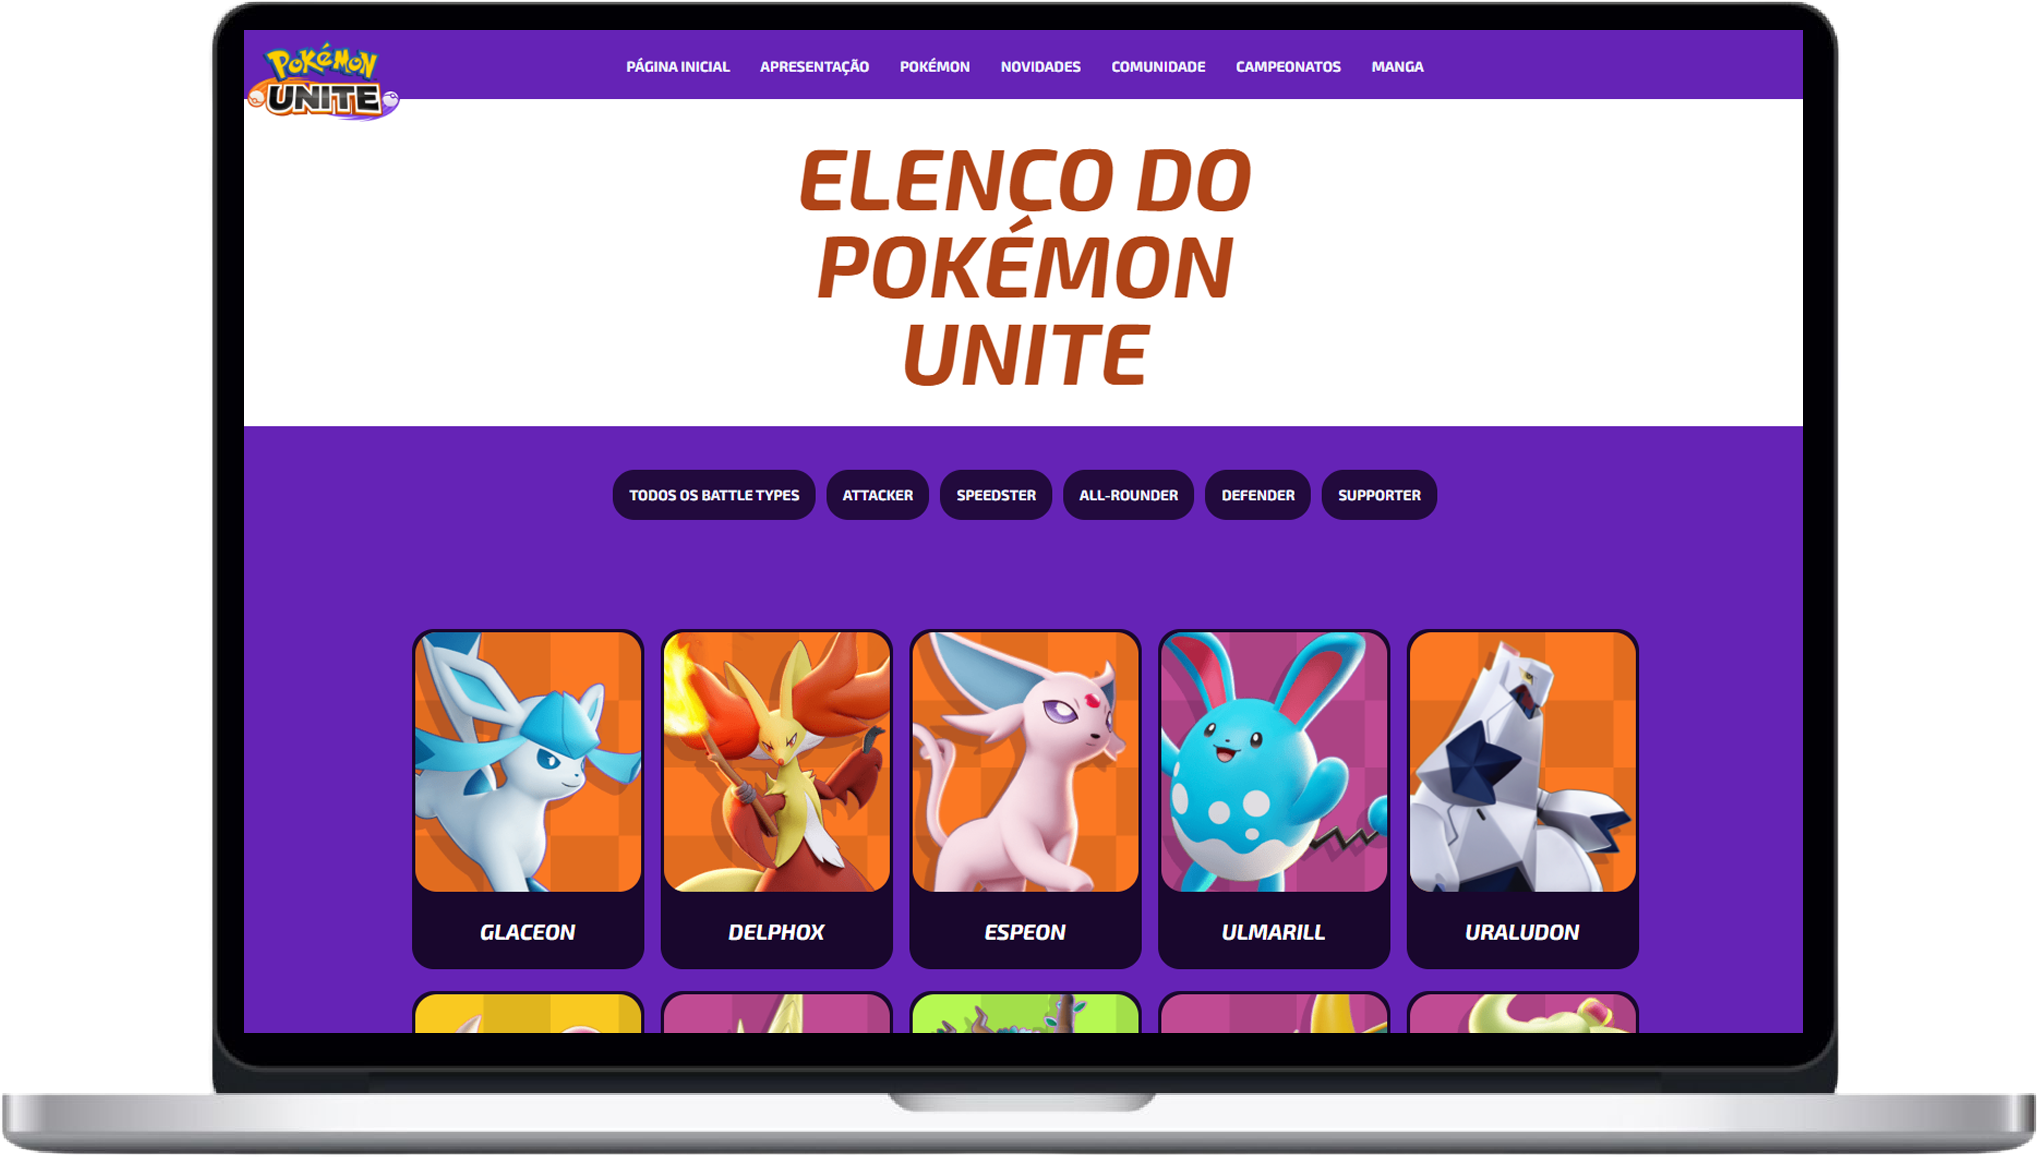 POKÉMON
UNITE
PÁGINA INICIAL APRESENTAÇÃO POKÉMON NOVIDADES COMUNIDADE CAMPEONATOS MANGA
ELENCO DO
POKÉMON
UNITE
TODOS OS BATTLE TYPES ATTACKER SPEEDSTER ALL-ROUNDER DEFENDER SUPPORTER
GLACEON DELPHOX ESPEON ULMARILL URALUDON